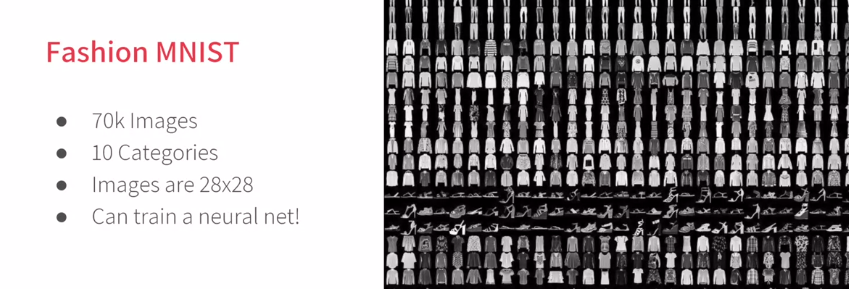 Fashion MNIST
● 70k Images
● 10 Categories
● Images are 28x28
● Can train a neural net!